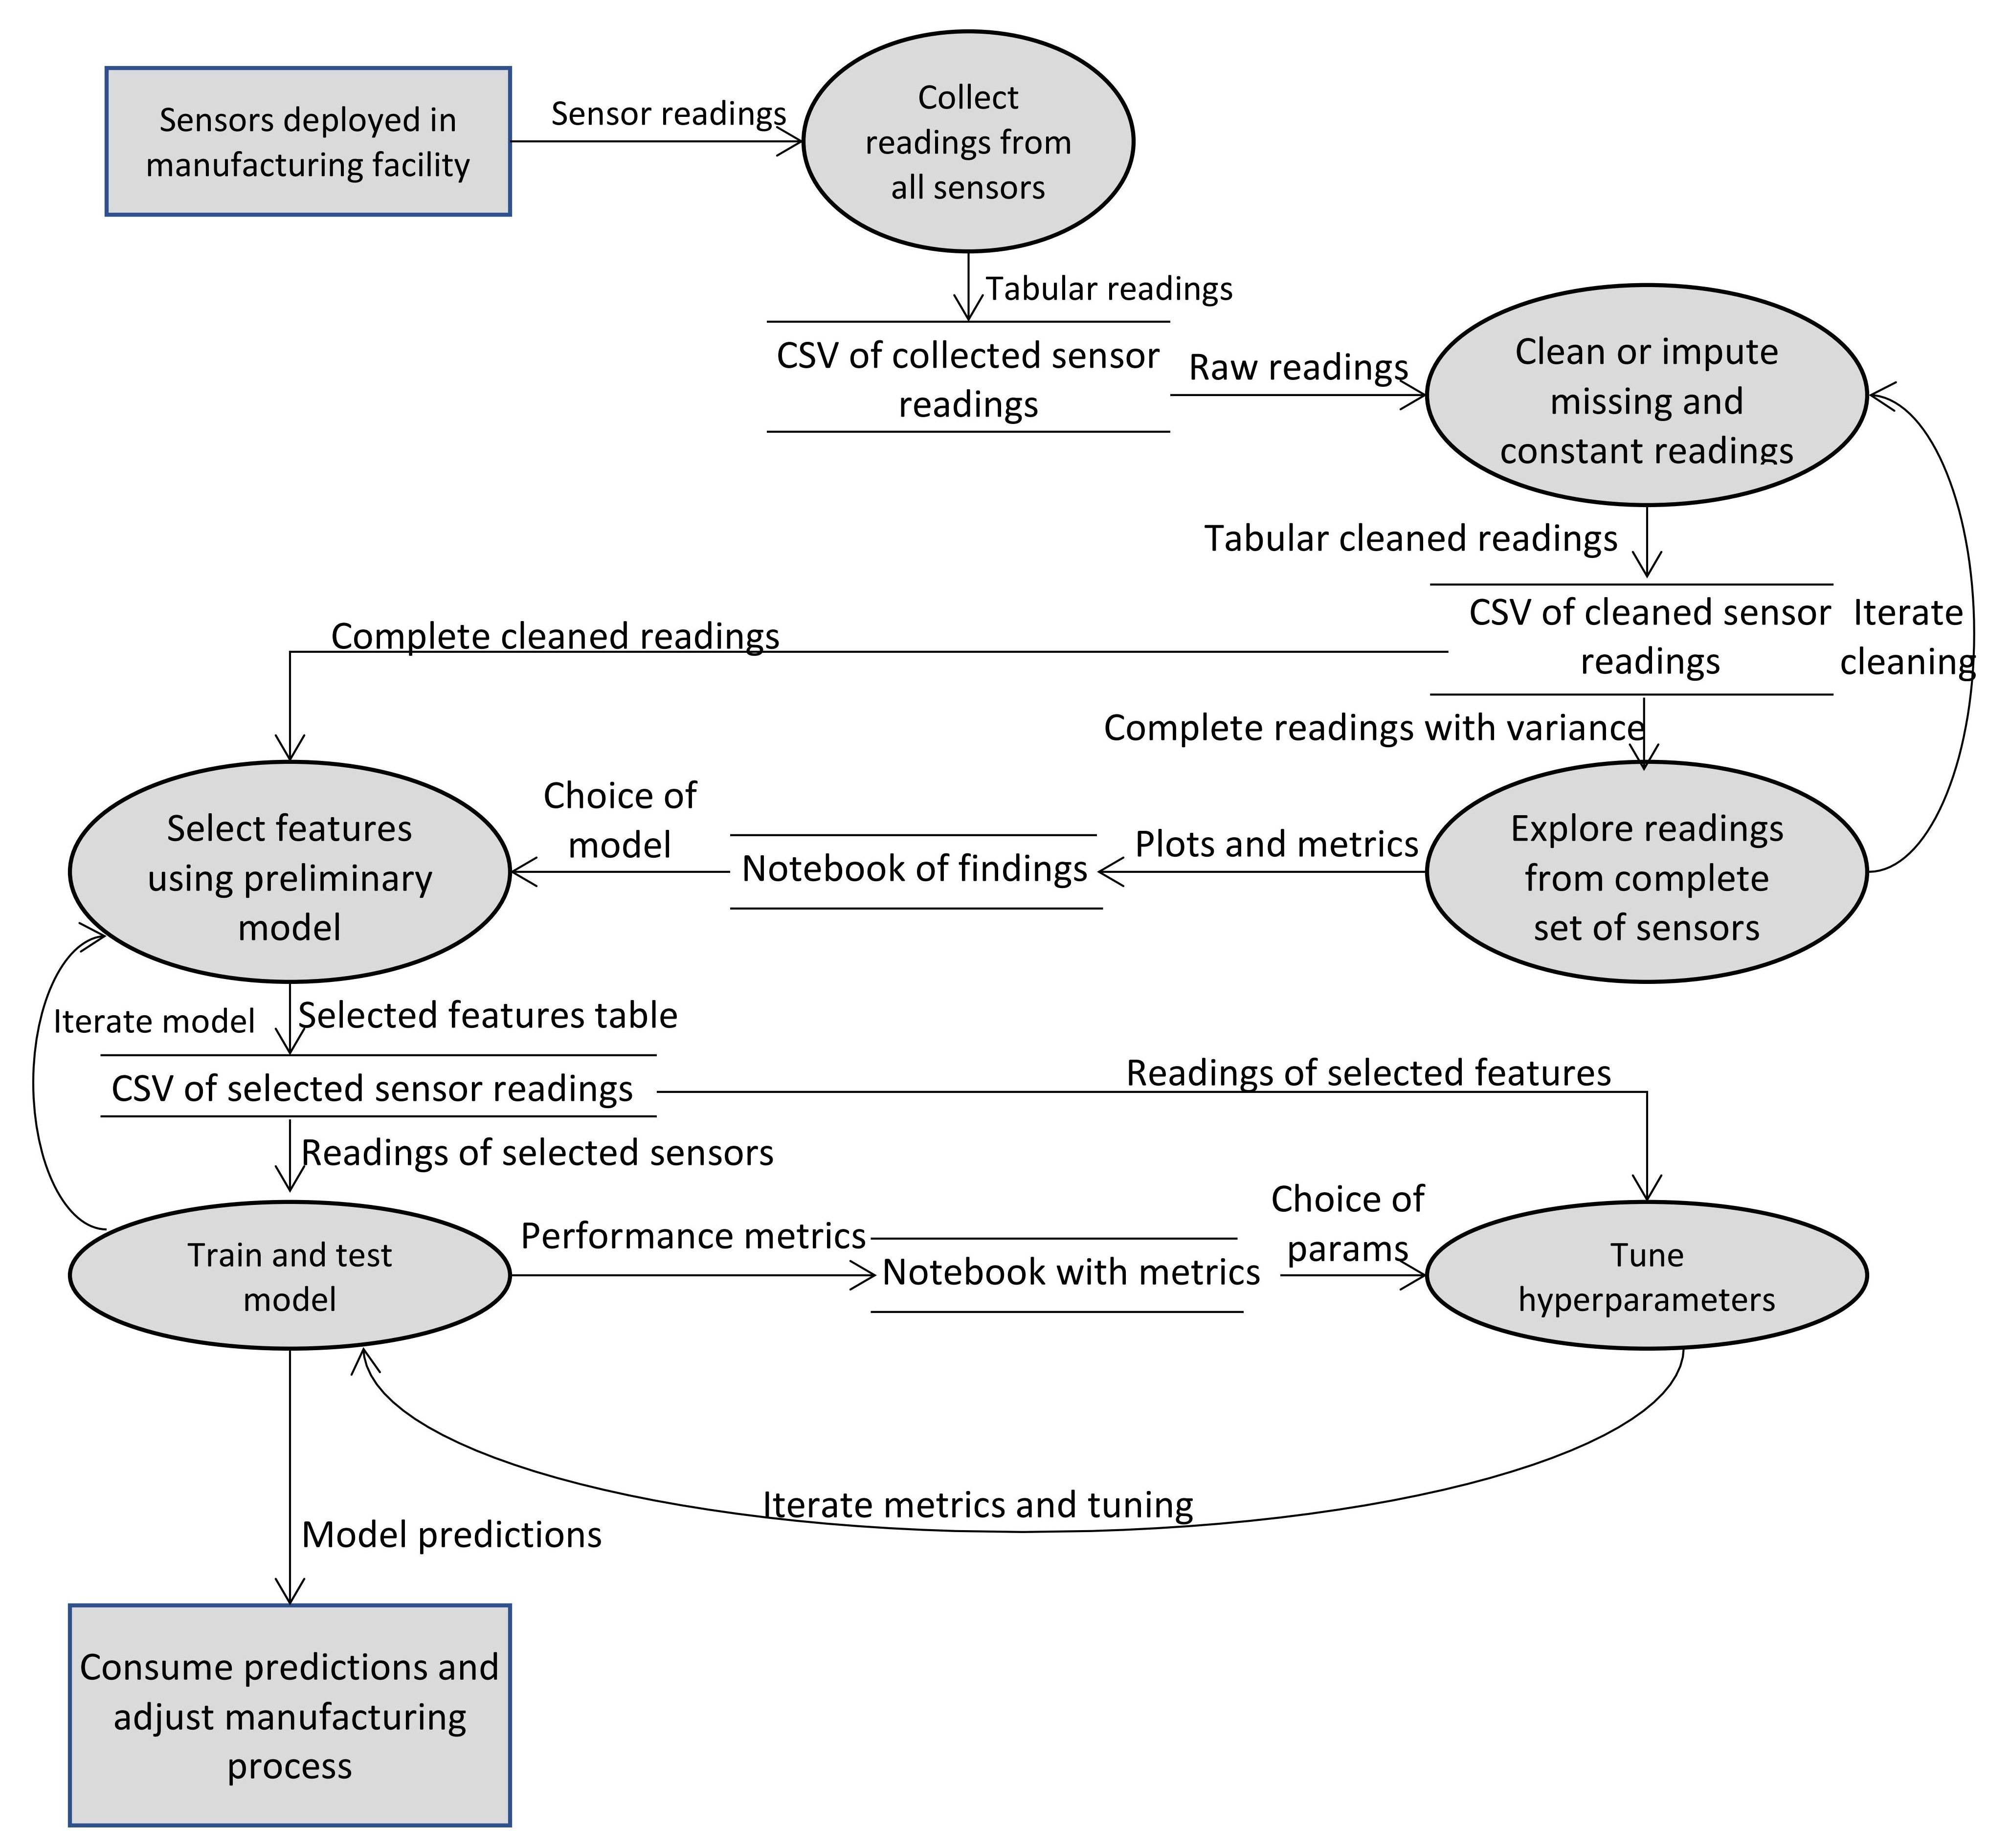 Sensors deployed in
manufacturing facility
Sensor readings
Collect
readings from
all sensors
Tabular readings
CSV of collected sensor
readings
Raw readings
Clean or impute
missing and
constant readings
Tabular cleaned readings
CSV of cleaned sensor
readings
Iterate
cleaning
Complete cleaned readings
Complete readings with variance
Select features
using preliminary
model
Choice of
model
Notebook of findings
Plots and metrics
Explore readings
from complete
set of sensors
Iterate model
Selected features table
CSV of selected sensor readings
Readings of selected features
Readings of selected sensors
Train and test
model
Performance metrics
Notebook with metrics
Choice of
params
Tune
hyperparameters
Iterate metrics and tuning
Model predictions
Consume predictions and
adjust manufacturing
process